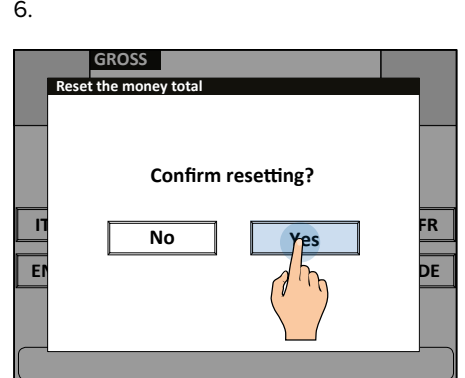 6.
GROSS
Reset the money total
Confirm resetting?
IT
FR
No
Yes
EN
DE